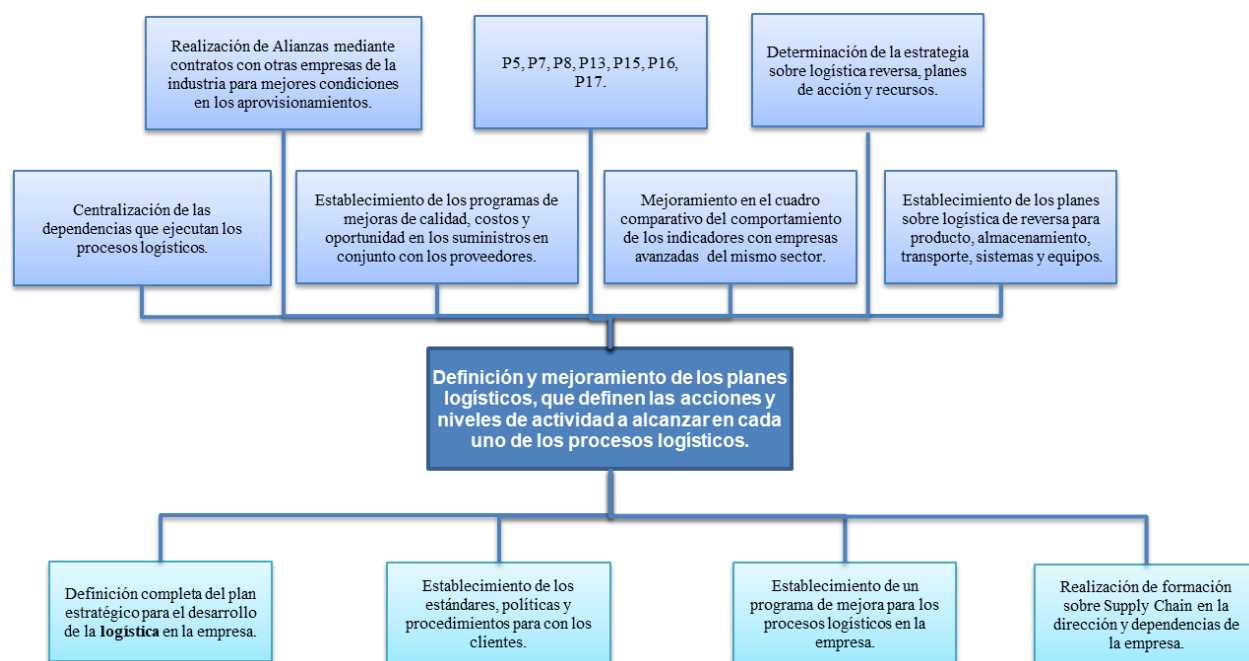 Realización de Alianzas mediante
contratos con otras empresas de la
industria para mejores condiciones
en los aprovisionamientos.
P5, P7, P8, P13, P15, P16,
P17.
Determinación de la estrategia
sobre logística reversa, planes
de acción y recursos.
Centralización de las
dependencias que ejecutan los
procesos logísticos.
Establecimiento de los programas de
mejoras de calidad, costos y
oportunidad en los suministros en
conjunto con los proveedores.
Mejoramiento en el cuadro
comparativo del comportamiento
de los indicadores con empresas
avanzadas del mismo sector.
Establecimiento de los planes
sobre logística de reversa para
producto, almacenamiento,
transporte, sistemas y equipos.
Definición y mejoramiento de los planes
logísticos, que definen las acciones y
niveles de actividad a alcanzar en cada
uno de los procesos logísticos.
Definición completa del plan
estratégico para el desarrollo
de la logística en la empresa.
Establecimiento de los
estándares, políticas y
procedimientos para con los
clientes.
Establecimiento de un
programa de mejora para los
procesos logísticos en la
empresa.
Realización de formación
sobre Supply Chain en la
dirección y dependencias de
la empresa.